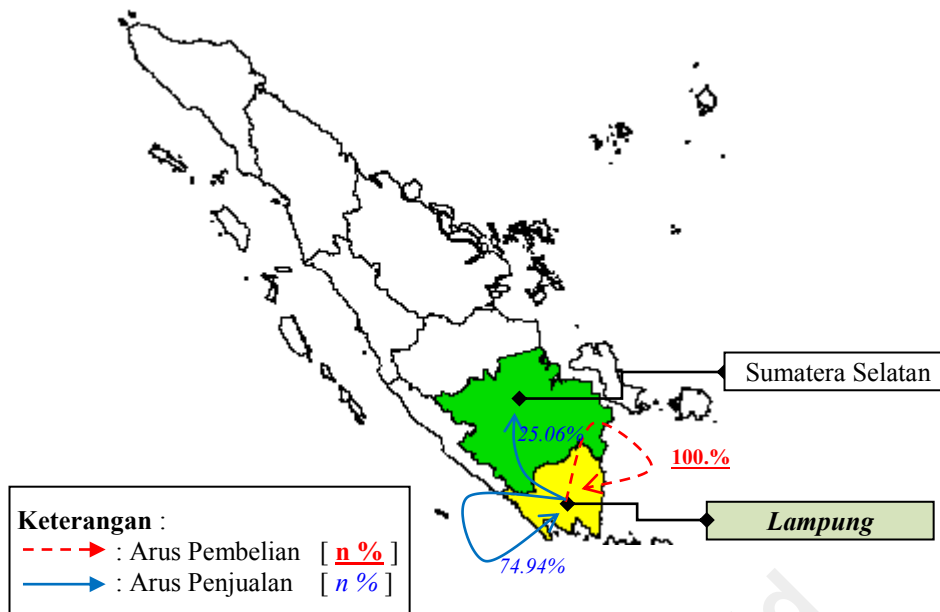 Sumatera Selatan
25.06%
100.%
Lampung
74.94%
Keterangan :
: Arus Pembelian [ n % ]
: Arus Penjualan [ n % ]